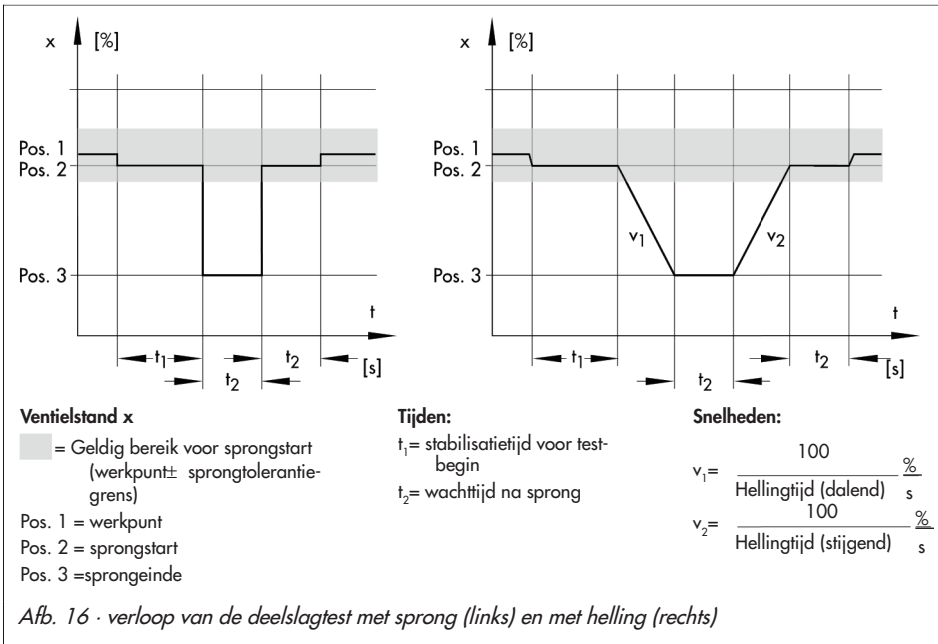 x [%]
Pos. 1
Pos. 2
Pos. 3
t
t1
t2
t2
[s]
x [%]
Pos. 1
Pos. 2
Pos. 3
v1
v2
t
t1
t2
t2
[s]
Ventielstand x
= Geldig bereik voor sprongstart
(werkpunt± sprongtolerantie-
grens)
Pos. 1 = werkpunt
Pos. 2 = sprongstart
Pos. 3 =sprongeinde
Tijden:
t1= stabilisatietijd voor test-
begin
t2= wachttijd na sprong
Snelheden:
v1= 100 / Hellingtijd (dalend) % / s
v2= 100 / Hellingtijd (stijgend) % / s
Afb. 16 · verloop van de deelslagtest met sprong (links) en met helling (rechts)